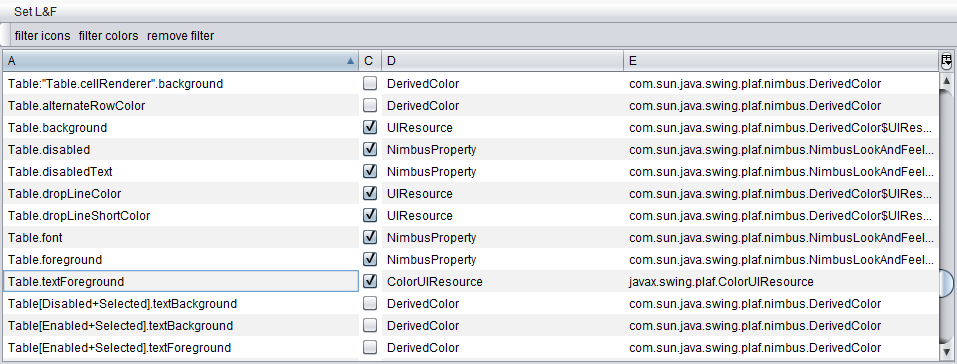 Set L&F
filter icons filter colors remove filter
A C D E
Table:"Table.cellRenderer".background DerivedColor com.sun.java.swing.plaf.nimbus.DerivedColor
Table.alternateRowColor DerivedColor com.sun.java.swing.plaf.nimbus.DerivedColor
Table.background UIResource com.sun.java.swing.plaf.nimbus.DerivedColor$UIRes...
Table.disabled NimbusProperty com.sun.java.swing.plaf.nimbus.NimbusLookAndFeel...
Table.disabledText NimbusProperty com.sun.java.swing.plaf.nimbus.NimbusLookAndFeel...
Table.dropLineColor UIResource com.sun.java.swing.plaf.nimbus.DerivedColor$UIRes...
Table.dropLineShortColor UIResource com.sun.java.swing.plaf.nimbus.DerivedColor$UIRes...
Table.font NimbusProperty com.sun.java.swing.plaf.nimbus.NimbusLookAndFeel...
Table.foreground NimbusProperty com.sun.java.swing.plaf.nimbus.NimbusLookAndFeel...
Table.textForeground ColorUIResource javax.swing.plaf.ColorUIResource
Table[Disabled+Selected].textBackground DerivedColor com.sun.java.swing.plaf.nimbus.DerivedColor
Table[Enabled+Selected].textBackground DerivedColor com.sun.java.swing.plaf.nimbus.DerivedColor
Table[Enabled+Selected].textForeground DerivedColor com.sun.java.swing.plaf.nimbus.DerivedColor